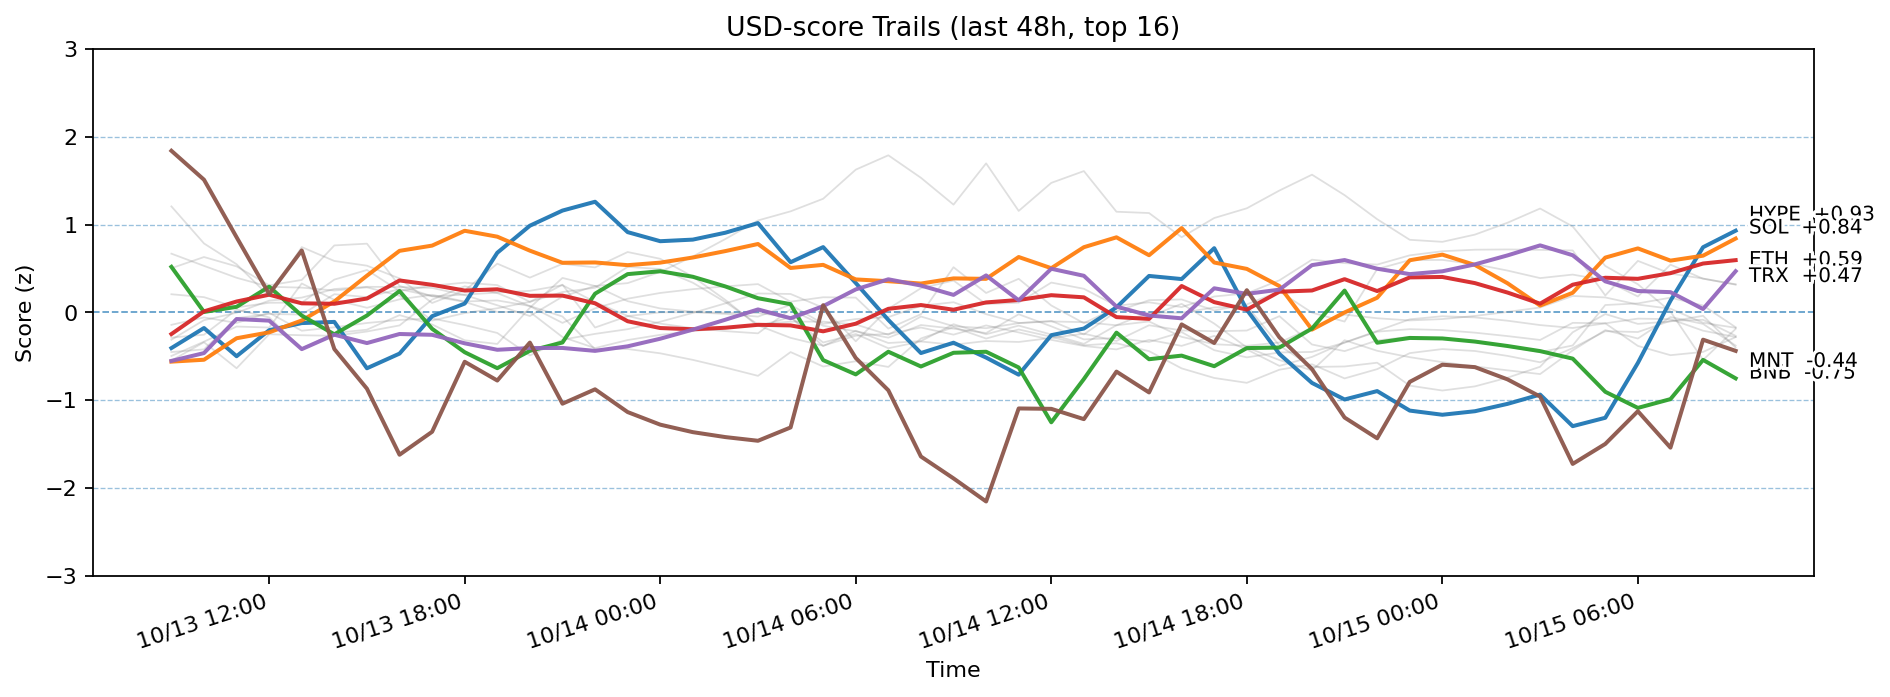 USD-score Trails (last 48h, top 16)
Score (z)
3
2
1
0
−1
−2
−3
HYPE +0.93
SOL +0.84
ETH +0.59
TRX +0.47
MNT -0.44
BNB -0.75
10/13 12:00
10/13 18:00
10/14 00:00
10/14 06:00
10/14 12:00
10/14 18:00
10/15 00:00
10/15 06:00
Time